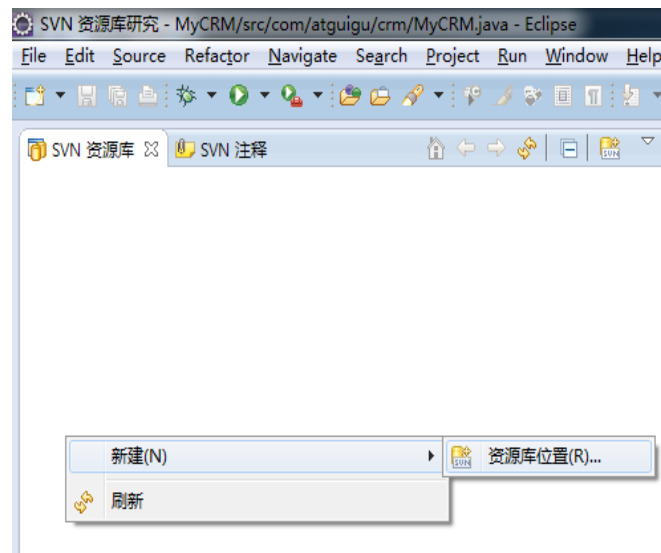 SVN 资源库研究 - MyCRM/src/com/atguigu/crm/MyCRM.java - Eclipse
File Edit Source Refactor Navigate Search Project Run Window Help
SVN 资源库 SVN 注释
新建(N) 资源库位置(R)...
刷新